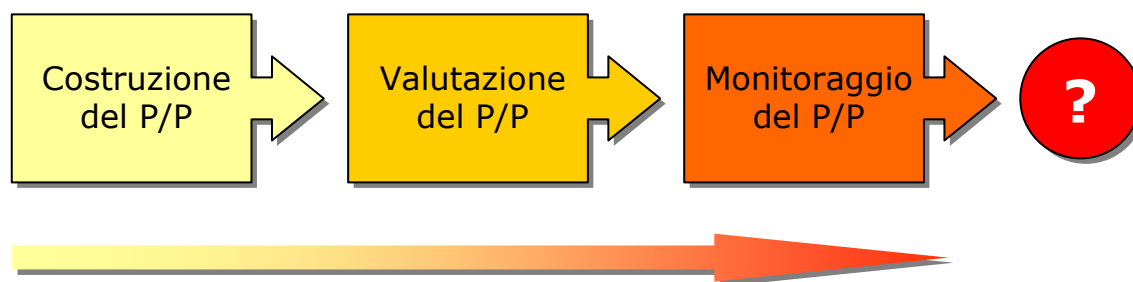 Costruzione
del P/P
Valutazione
del P/P
Monitoraggio
del P/P
?